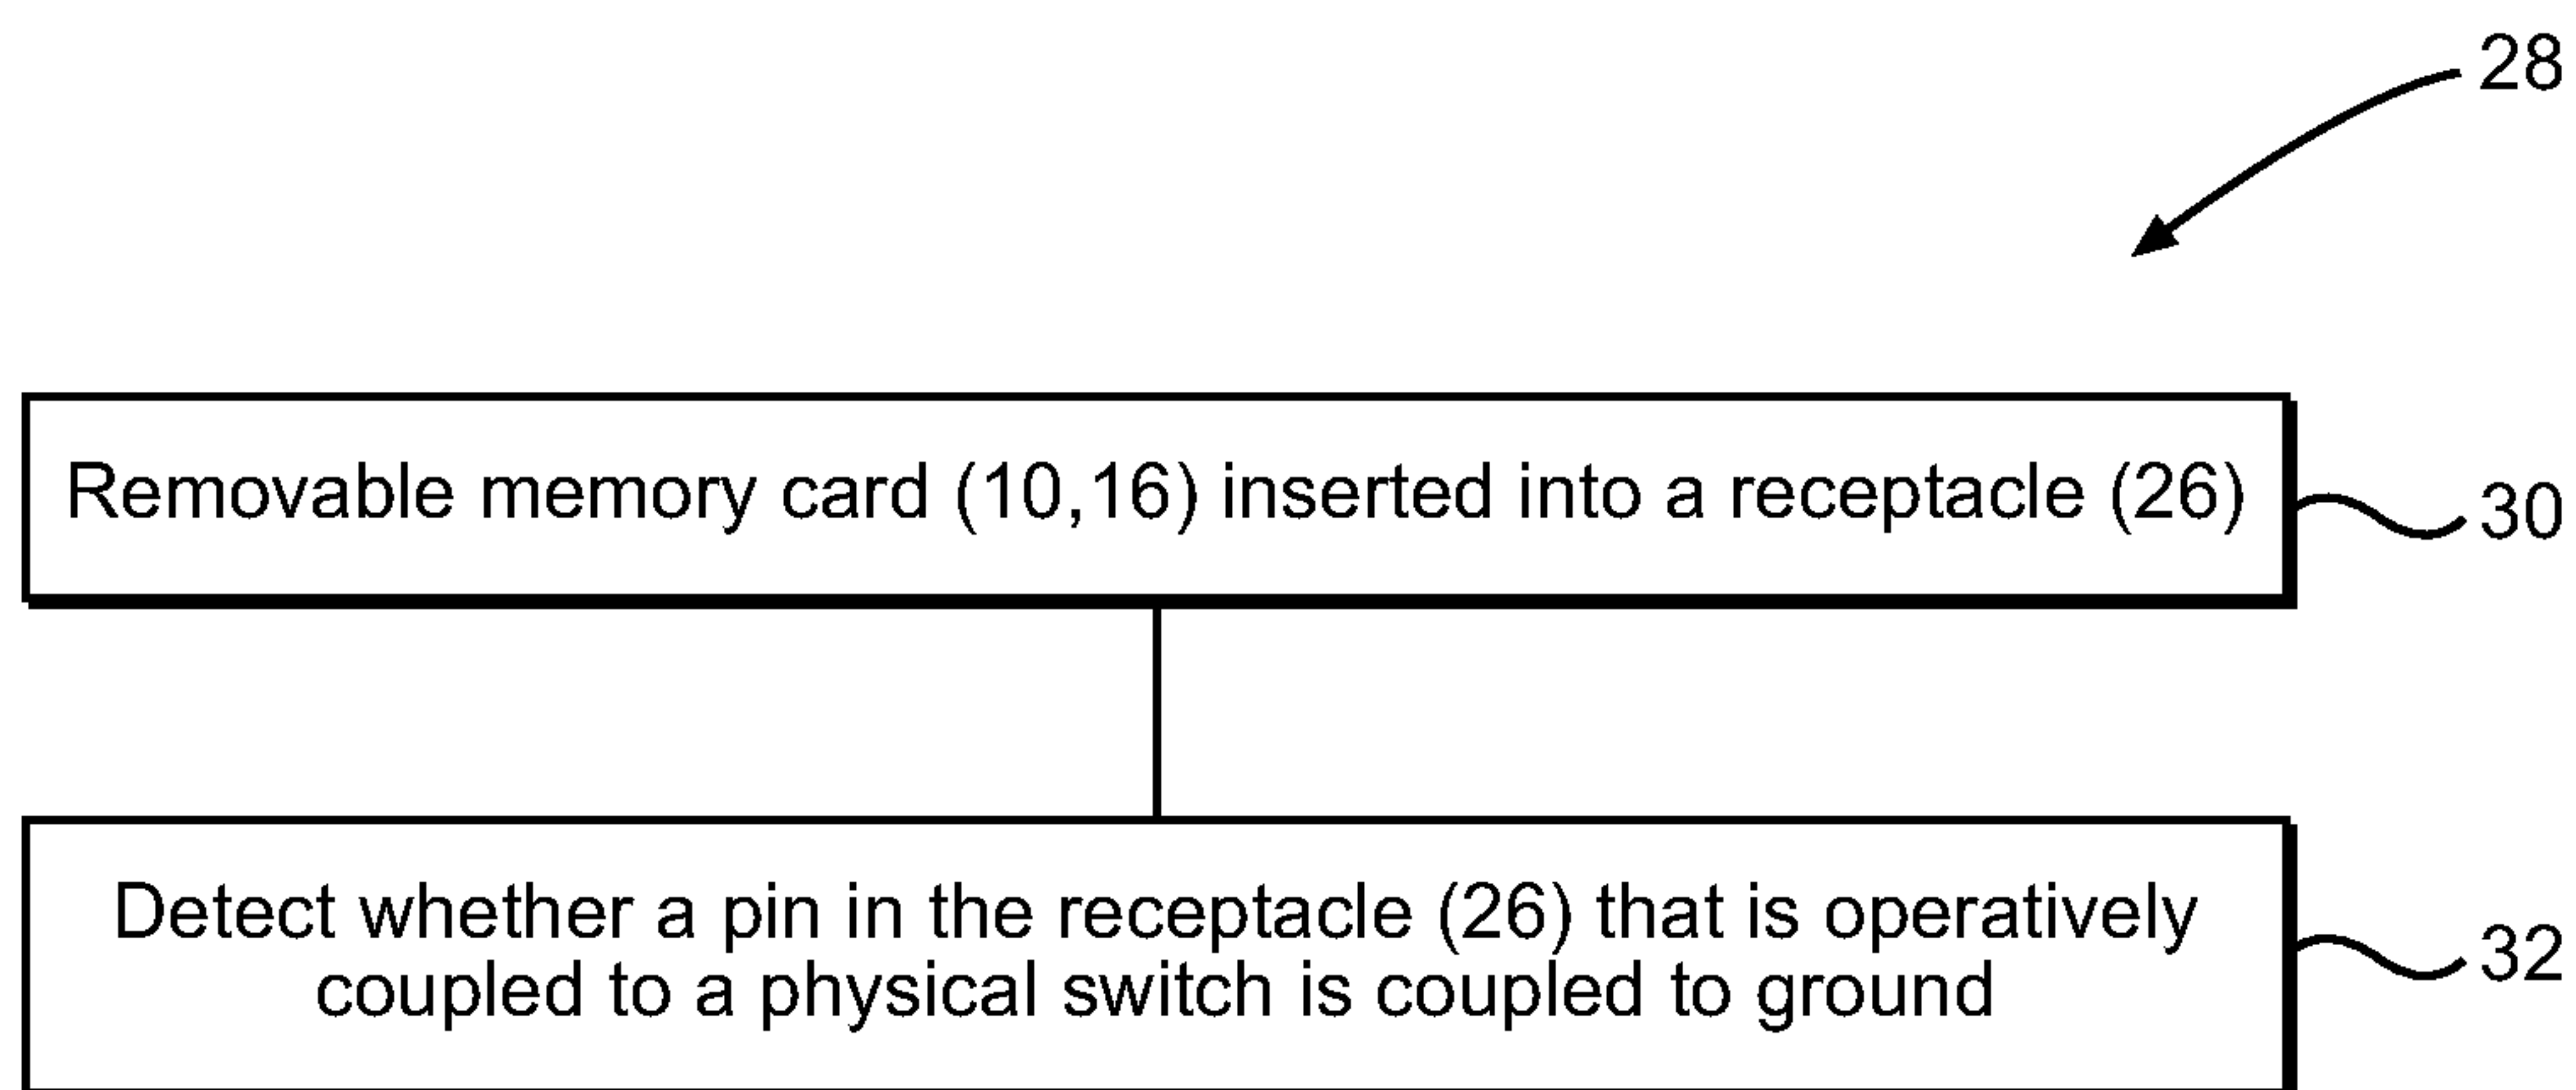 28
Removable memory card (10,16) inserted into a receptacle (26)
30
Detect whether a pin in the receptacle (26) that is operatively
coupled to a physical switch is coupled to ground
32